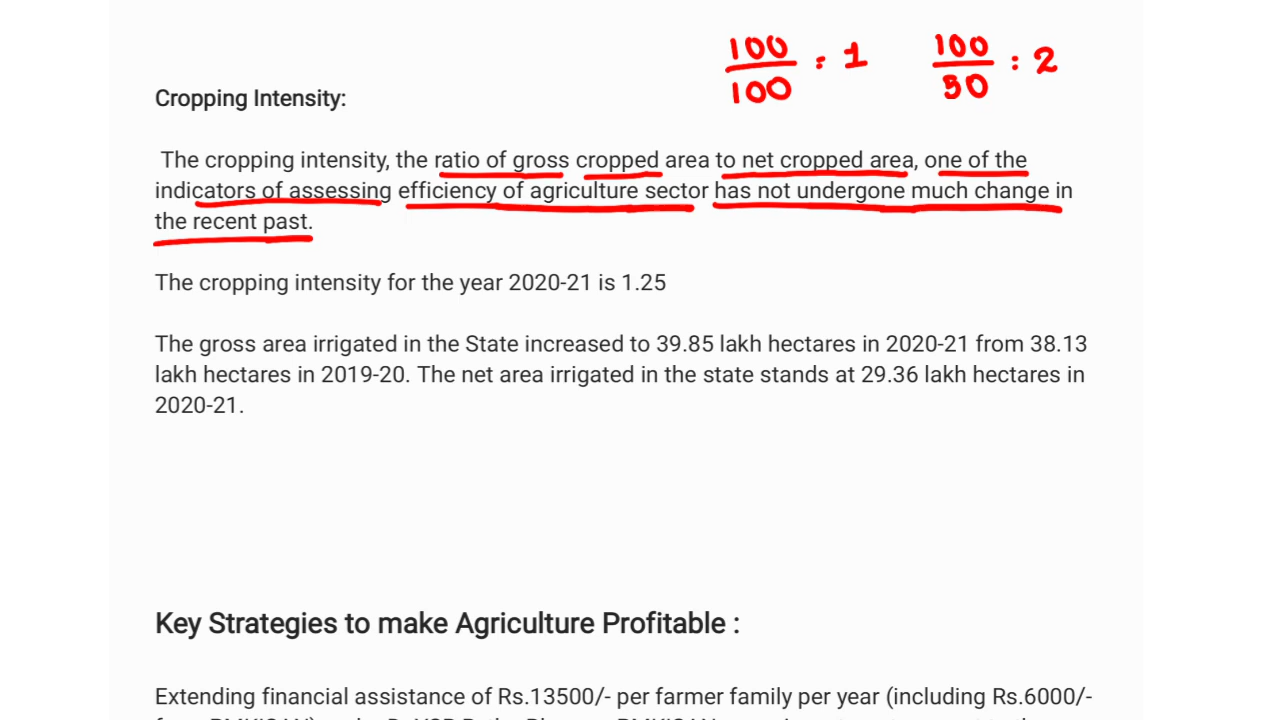 100/100 = 1 100/50 : 2
Cropping Intensity:
The cropping intensity, the ratio of gross cropped area to net cropped area, one of the
indicators of assessing efficiency of agriculture sector has not undergone much change in
the recent past.
The cropping intensity for the year 2020-21 is 1.25
The gross area irrigated in the State increased to 39.85 lakh hectares in 2020-21 from 38.13
lakh hectares in 2019-20. The net area irrigated in the state stands at 29.36 lakh hectares in
2020-21.
Key Strategies to make Agriculture Profitable :
Extending financial assistance of Rs.13500/- per farmer family per year (including Rs.6000/-